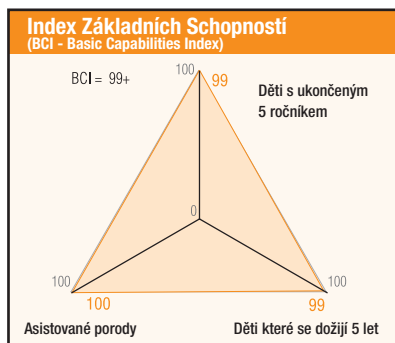 Index Základních Schopností
(BCI - Basic Capabilities Index)
BCI = 99+
100
99
Děti s ukončeným
5 ročníkem
0
100
100
100
99
Asistované porody
Děti které se dožijí 5 let